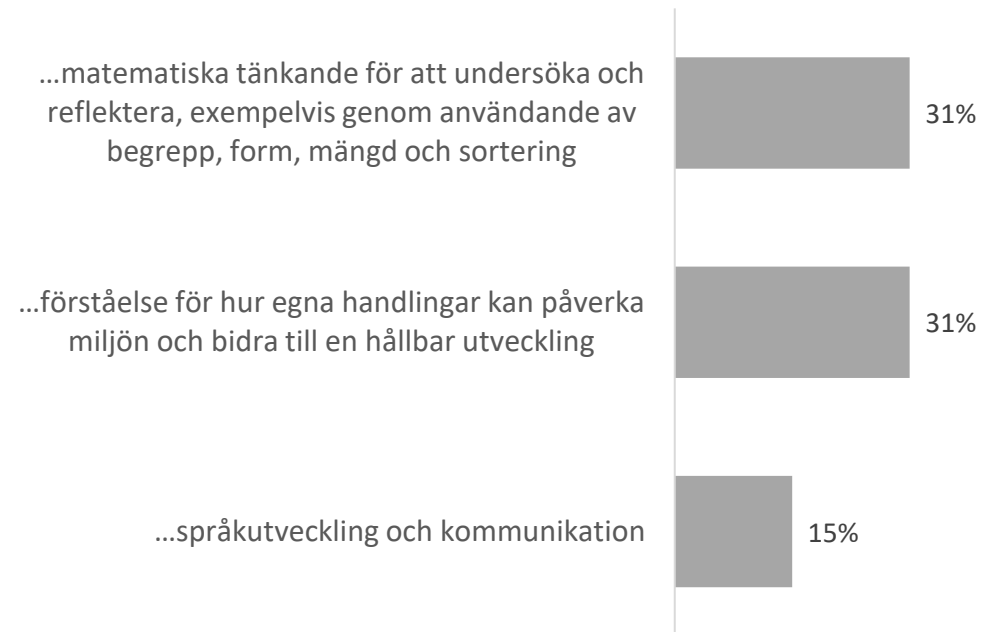 …matematiska tänkande för att undersöka och
reflektera, exempelvis genom användande av
begrepp, form, mängd och sortering
31%
…förståelse för hur egna handlingar kan påverka
miljön och bidra till en hållbar utveckling
31%
…språkutveckling och kommunikation
15%